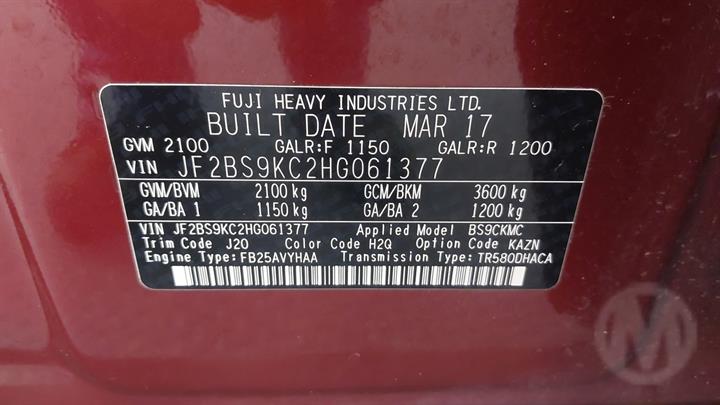 FUJI HEAVY INDUSTRIES LTD.
BUILT DATE MAR 17
GVM 2100 GALR:F 1150 GALR:R 1200
VIN JF2BS9KC2HG061377
GVM/BVM 2100 kg GCM/BKM 3600 kg
GA/BA 1 1150 kg GA/BA 2 1200 kg
VIN JF2BS9KC2HG061377 Applied Model BS9CKMC
Trim Code J20 Color Code H2Q Option Code KAZN
Engine Type:FB25AVYHAA Transmission Type:TR580DHACA
M